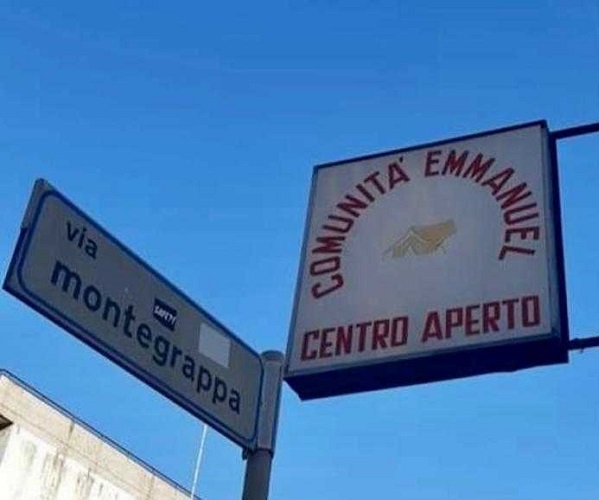 via
montegrappa
COMUNITÀ EMMANUEL
CENTRO APERTO